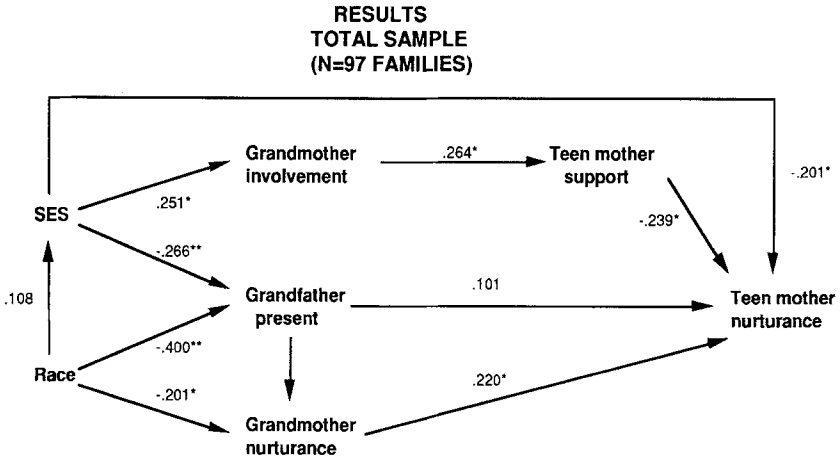 RESULTS
TOTAL SAMPLE
(N=97 FAMILIES)
Grandmother
involvement
.264*
Teen mother
support
-.201*
.251*
SES
-.239*
-.266**
.108
Grandfather
present
.101
Teen mother
nurturance
-.400**
Race
-.201*
.220*
Grandmother
nurturance